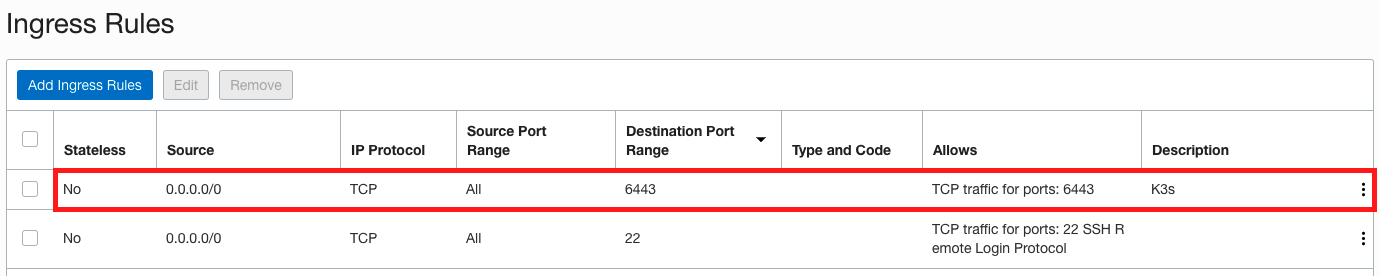 Ingress Rules
Add Ingress Rules Edit Remove
Stateless Source IP Protocol Source Port Range Destination Port Range Type and Code Allows Description
No 0.0.0.0/0 TCP All 6443 TCP traffic for ports: 6443 K3s
No 0.0.0.0/0 TCP All 22 TCP traffic for ports: 22 SSH R
emote Login Protocol